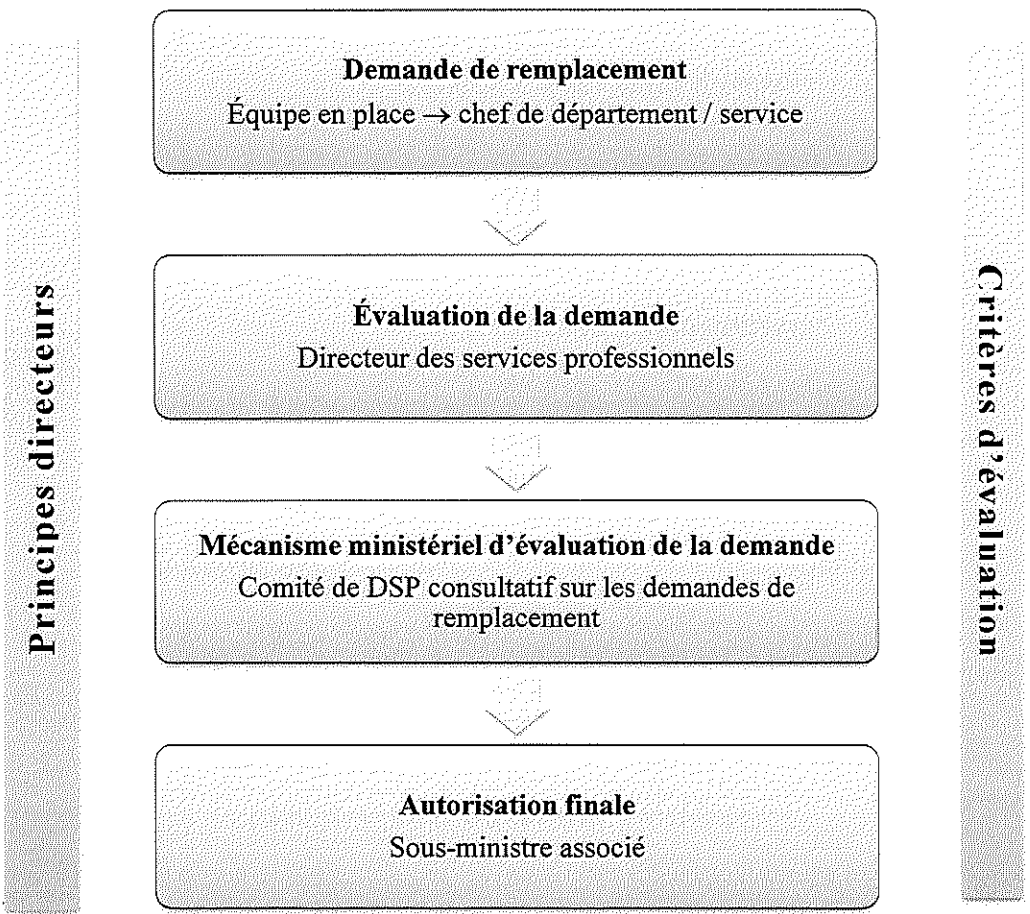 Principes directeurs
Demande de remplacement
Équipe en place → chef de département / service
Évaluation de la demande
Directeur des services professionnels
Mécanisme ministériel d'évaluation de la demande
Comité de DSP consultatif sur les demandes de
remplacement
Autorisation finale
Sous-ministre associé
Critères d'évaluation